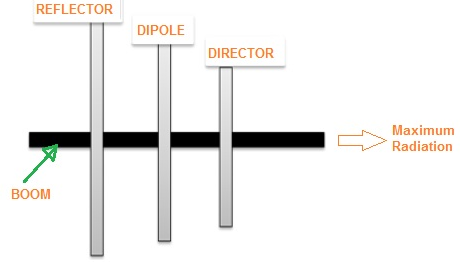 REFLECTOR
DIPOLE
DIRECTOR
Maximum
Radiation
BOOM